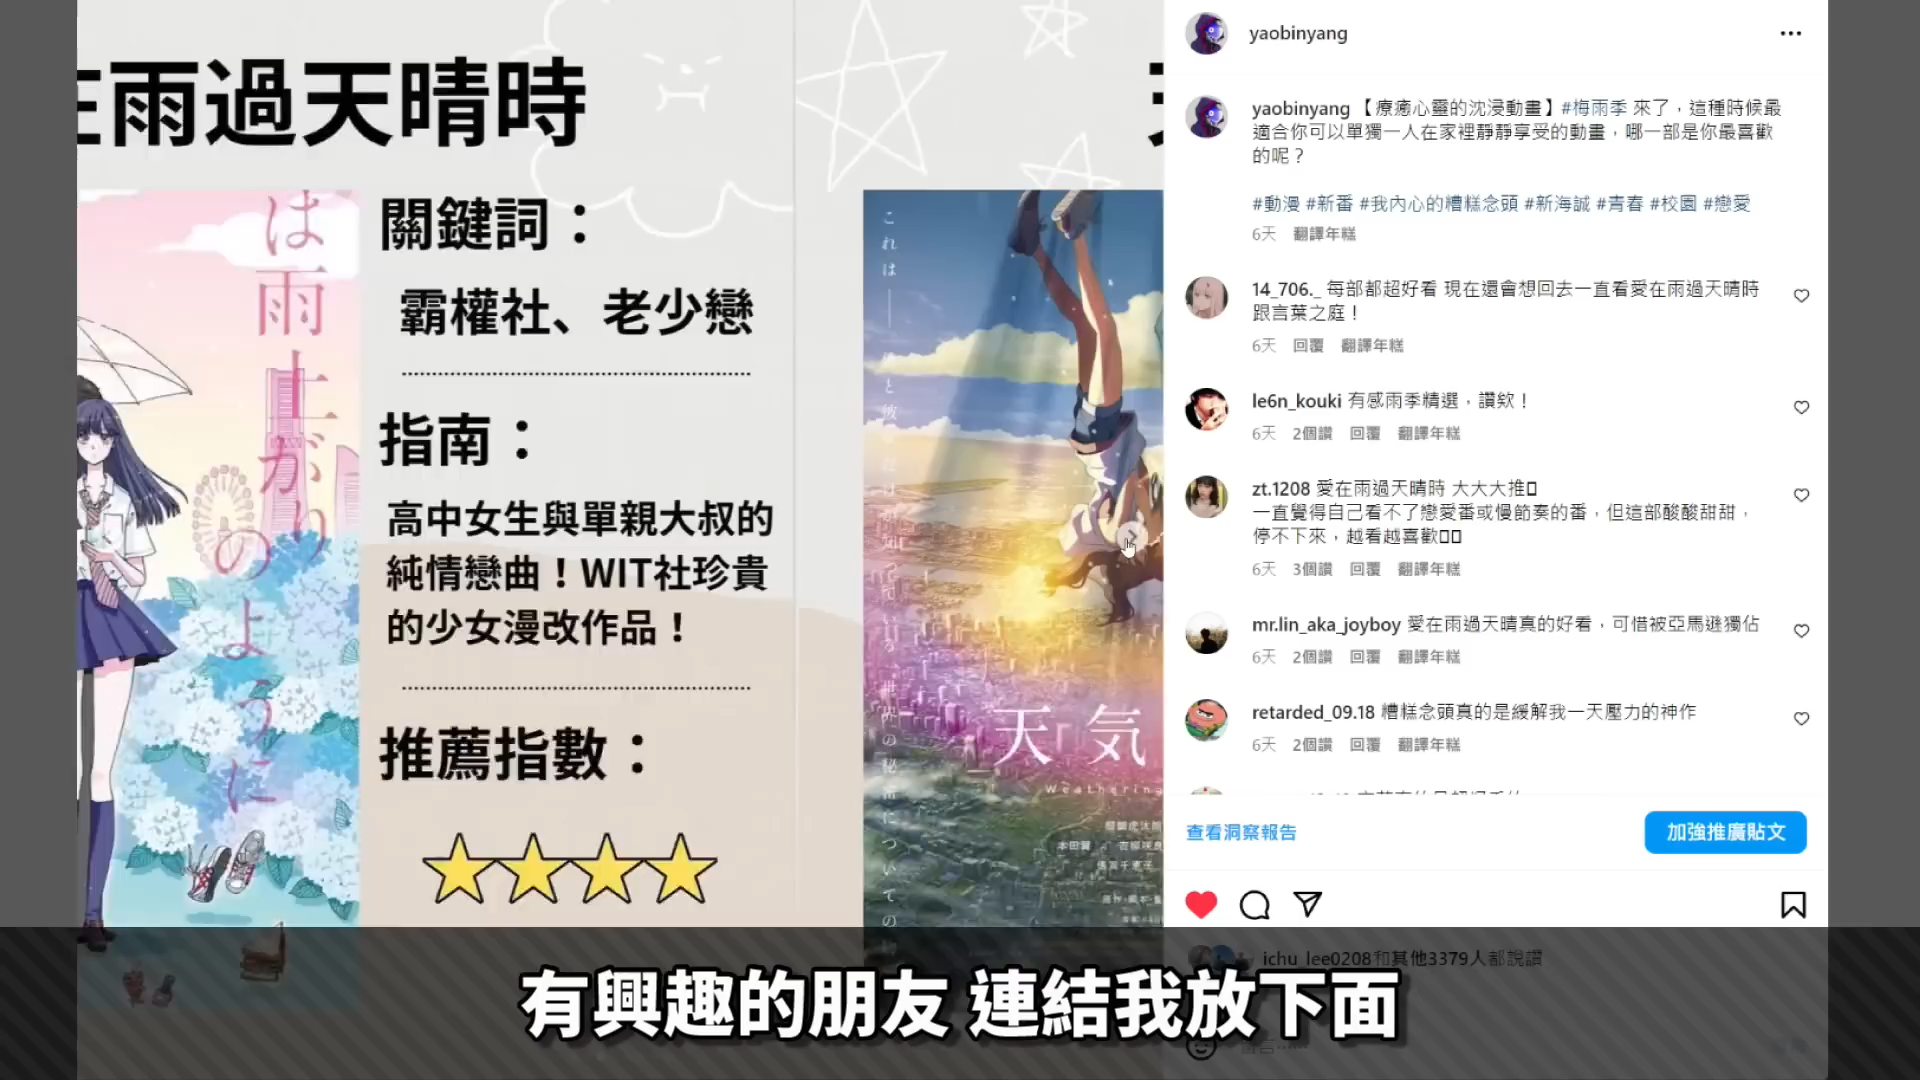 在雨過天晴時
は雨上がりのように
關鍵詞：
霸權社、老少戀
指南：
高中女生與單親大叔的
純情戀曲！WIT社珍貴
的少女漫改作品！
推薦指數：
これは
天気
Weathering
yaobinyang
yaobinyang 【療癒心靈的沈浸動畫】#梅雨季 來了，這種時候最
適合你可以單獨一人在家裡靜靜享受的動畫，哪一部是你最喜歡
的呢？
#動漫 #新番 #我內心的糟糕念頭 #新海誠 #青春 #校園 #戀愛
6天 翻譯年糕
14_706._ 每部都超好看 現在還會想回去一直看愛在雨過天晴時
跟言葉之庭！
6天 回覆 翻譯年糕
le6n_kouki 有感雨季精選，讚欸！
6天 2個讚 回覆 翻譯年糕
zt.1208 愛在雨過天晴時 大大大推
一直覺得自己看不了戀愛番或慢節奏的番，但這部酸酸甜甜，
停不下來，越看越喜歡
6天 3個讚 回覆 翻譯年糕
mr.lin_aka_joyboy 愛在雨過天晴真的好看，可惜被亞馬遜獨佔
6天 2個讚 回覆 翻譯年糕
retarded_09.18 糟糕念頭真的是緩解我一天壓力的神作
6天 2個讚 回覆 翻譯年糕
查看洞察報告
加強推廣貼文
ichu_lee0208和其他3379人都說讚
有興趣的朋友 連結我放下面